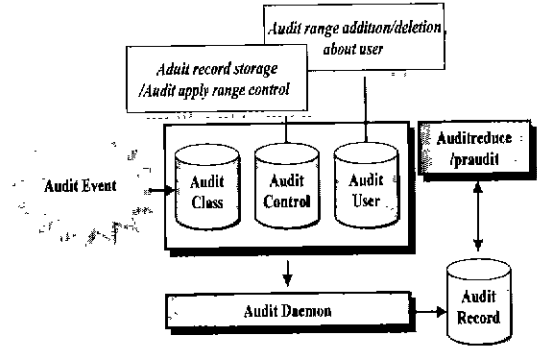 Audit range addition/deletion
about user
Aduit record storage
/Audit apply range control
Auditreduce
/praudit
Audit Event
Audit
Class
Audit
Control
Audit
User
Audit Daemon
Audit
Record